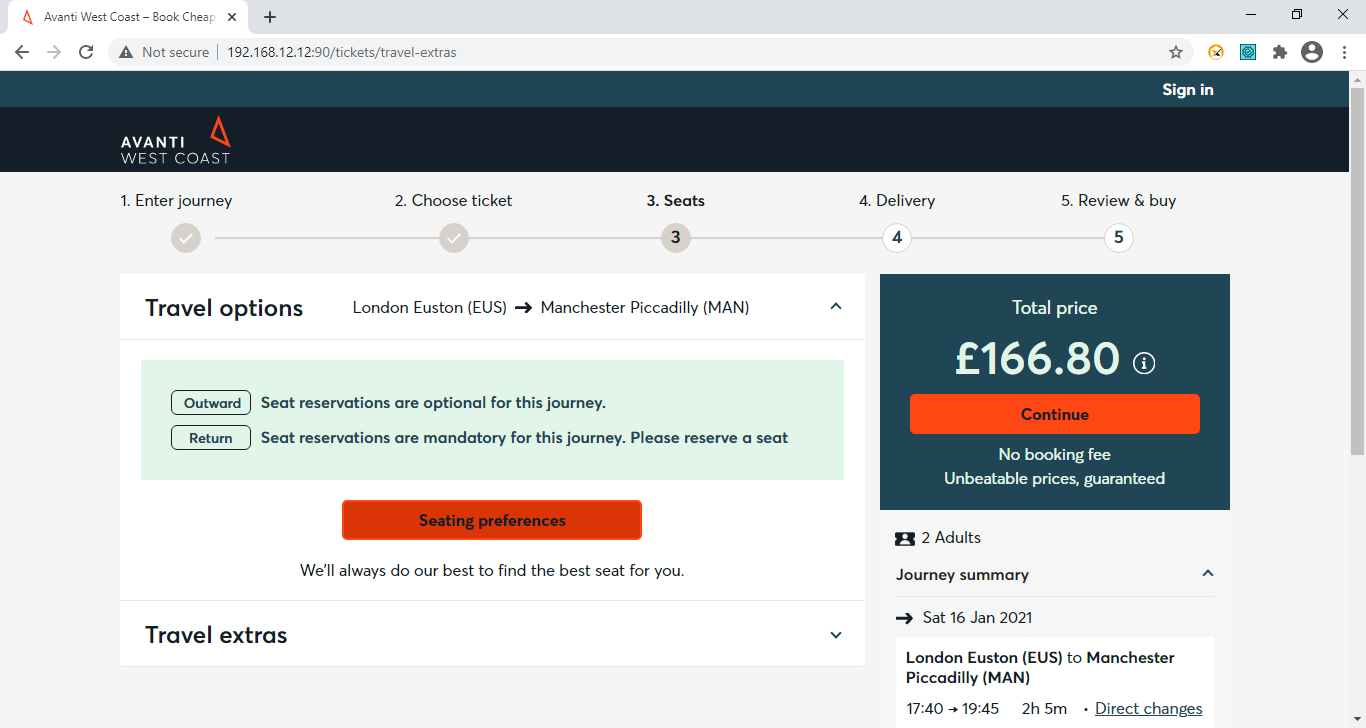 Avanti West Coast – Book Cheap
Not secure
192.168.12.12:90/tickets/travel-extras
Sign in
AVANTI
WEST COAST
1. Enter journey
2. Choose ticket
3. Seats
4. Delivery
5. Review & buy
3
4
5
Travel options
London Euston (EUS) → Manchester Piccadilly (MAN)
Outward Seat reservations are optional for this journey.
Return Seat reservations are mandatory for this journey. Please reserve a seat
Seating preferences
We'll always do our best to find the best seat for you.
Travel extras
Total price
£166.80
Continue
No booking fee
Unbeatable prices, guaranteed
2 Adults
Journey summary
→ Sat 16 Jan 2021
London Euston (EUS) to Manchester
Piccadilly (MAN)
17:40 → 19:45 2h 5m • Direct changes